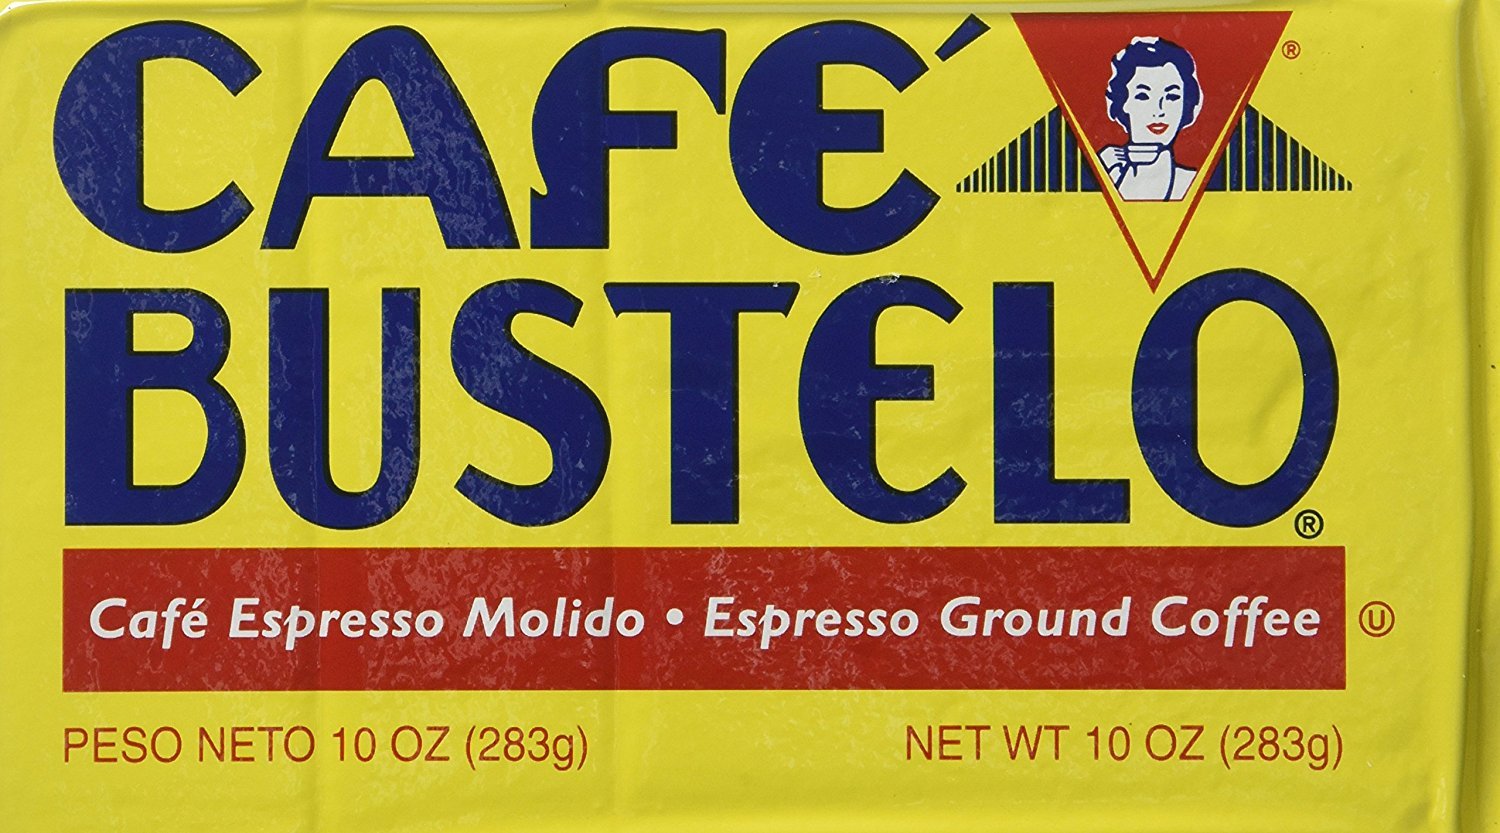 CAFÉ ®
BUSTELO ®
Café Espresso Molido • Espresso Ground Coffee Ⓤ
PESO NETO 10 OZ (283g) NET WT 10 OZ (283g)